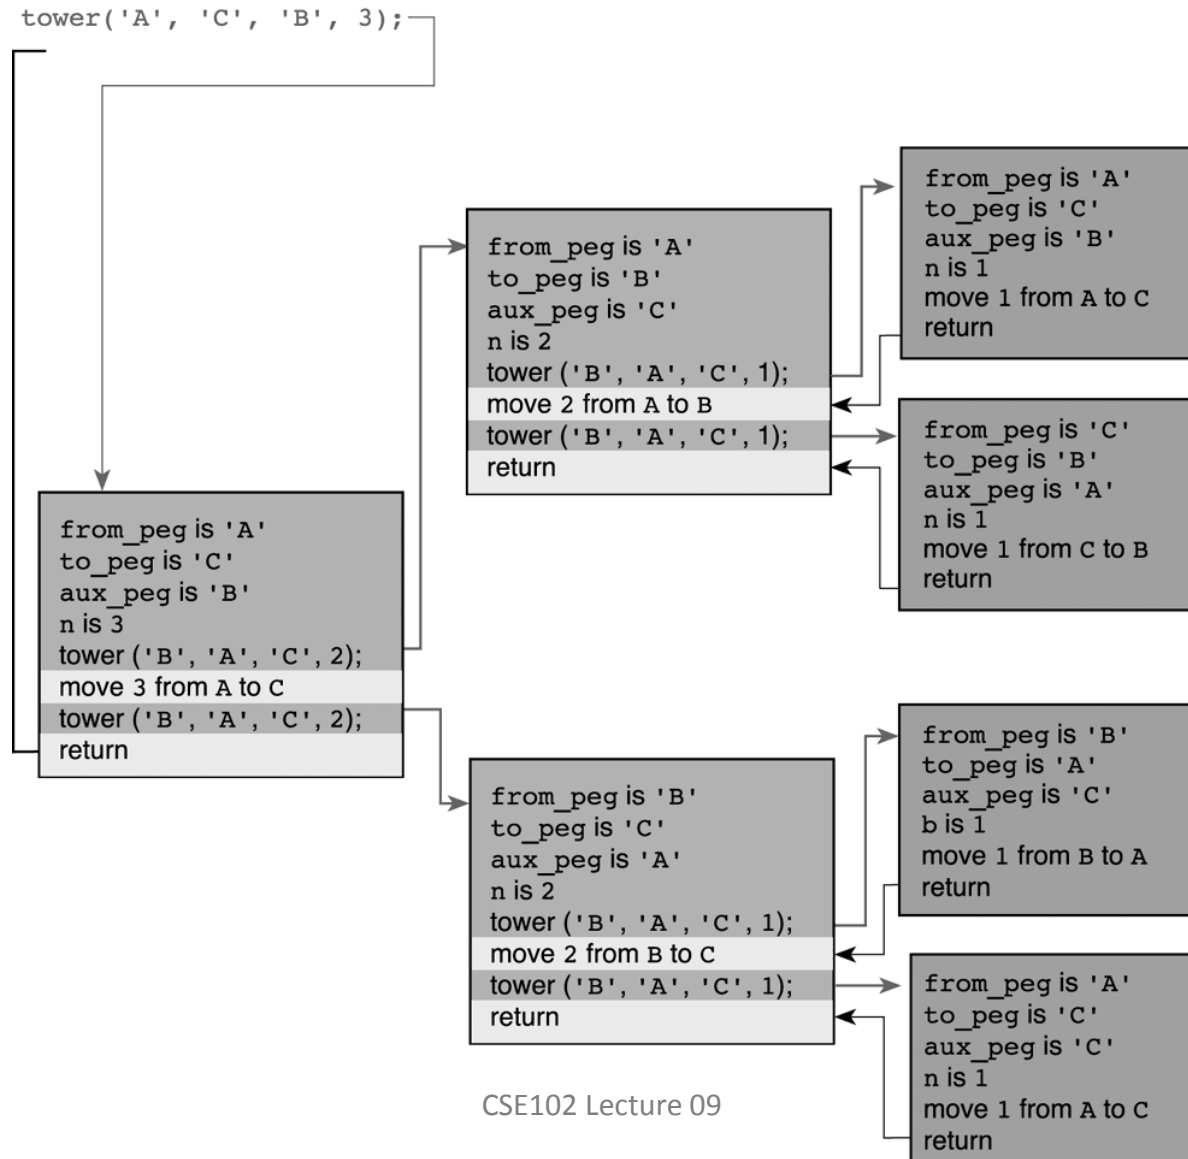 tower('A', 'C', 'B', 3);
from_peg is 'A'
to_peg is 'C'
aux_peg is 'B'
n is 3
tower ('B', 'A', 'C', 2);
move 3 from A to C
tower ('B', 'A', 'C', 2);
return
from_peg is 'A'
to_peg is 'B'
aux_peg is 'C'
n is 2
tower ('B', 'A', 'C', 1);
move 2 from A to B
tower ('B', 'A', 'C', 1);
return
from_peg is 'A'
to_peg is 'C'
aux_peg is 'B'
n is 1
move 1 from A to C
return
from_peg is 'C'
to_peg is 'B'
aux_peg is 'A'
n is 1
move 1 from C to B
return
from_peg is 'B'
to_peg is 'C'
aux_peg is 'A'
n is 2
tower ('B', 'A', 'C', 1);
move 2 from B to C
tower ('B', 'A', 'C', 1);
return
from_peg is 'B'
to_peg is 'A'
aux_peg is 'C'
b is 1
move 1 from B to A
return
from_peg is 'A'
to_peg is 'C'
aux_peg is 'C'
n is 1
move 1 from A to C
return
CSE102 Lecture 09